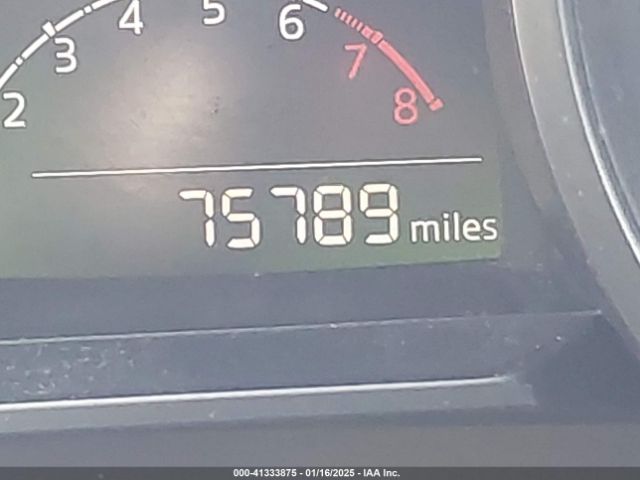 2 3 4 5 6 7 8
75789 miles
000-41333875 - 01/16/2025 - IAA Inc.